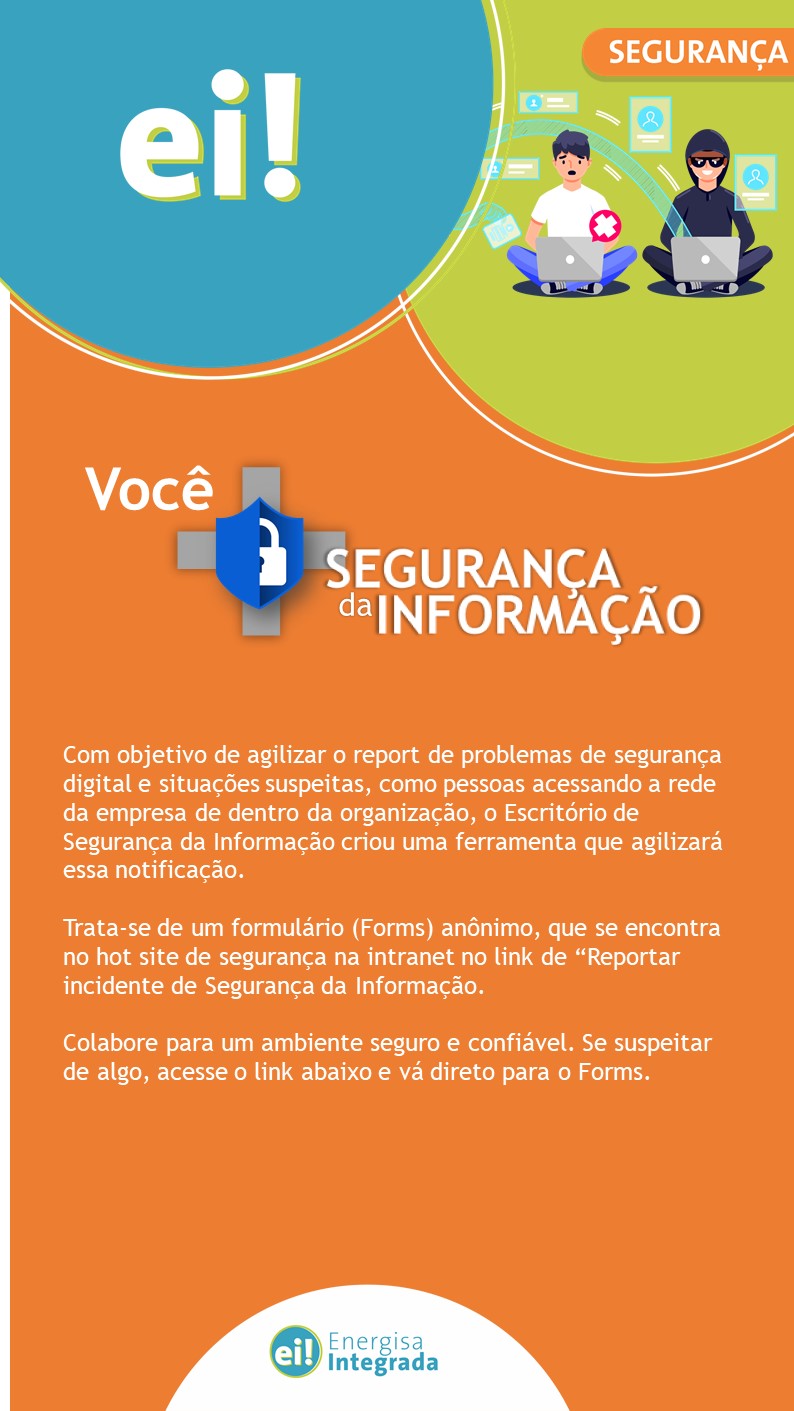 ei!
SEGURANÇA
Você
SEGURANÇA
da INFORMAÇÃO
Com objetivo de agilizar o report de problemas de segurança
digital e situações suspeitas, como pessoas acessando a rede
da empresa de dentro da organização, o Escritório de
Segurança da Informação criou uma ferramenta que agilizará
essa notificação.
Trata-se de um formulário (Forms) anônimo, que se encontra
no hot site de segurança na intranet no link de “Reportar
incidente de Segurança da Informação.
Colabore para um ambiente seguro e confiável. Se suspeitar
de algo, acesse o link abaixo e vá direto para o Forms.
ei! Energisa
Integrada